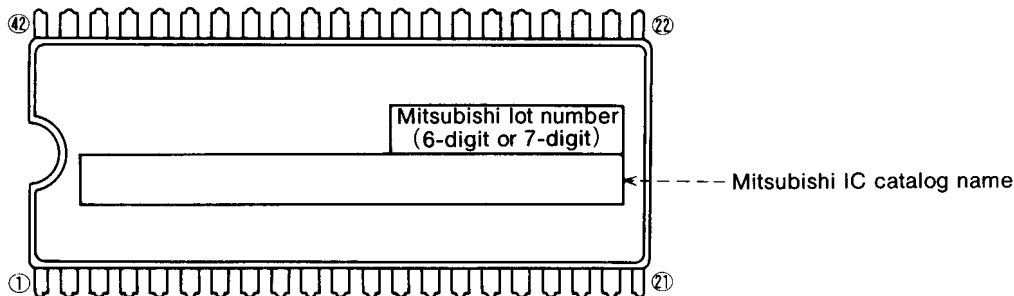 ㊷ ㉒
Mitsubishi lot number
(6-digit or 7-digit)
Mitsubishi IC catalog name
① ㉑